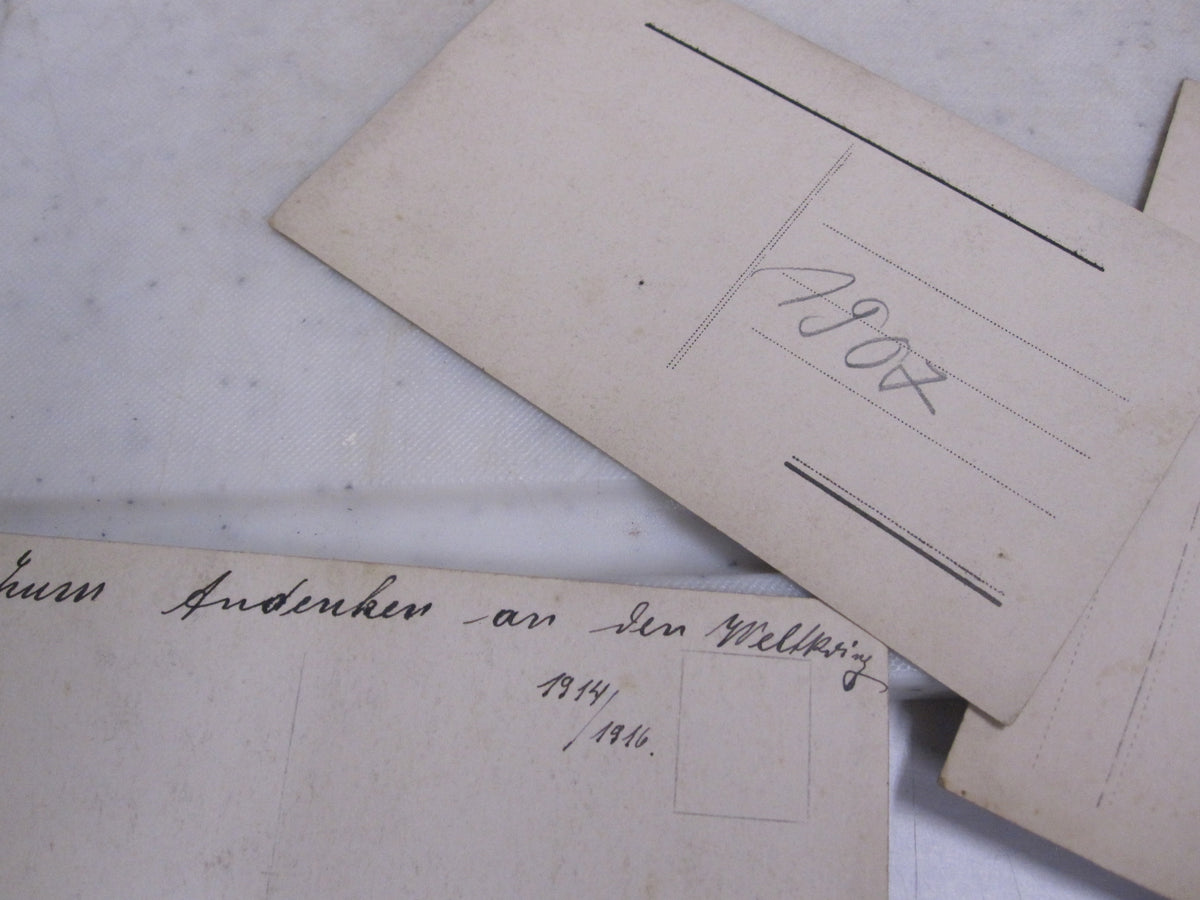 1907
Zum Andenken an den Weltkrieg
1914/
1916.